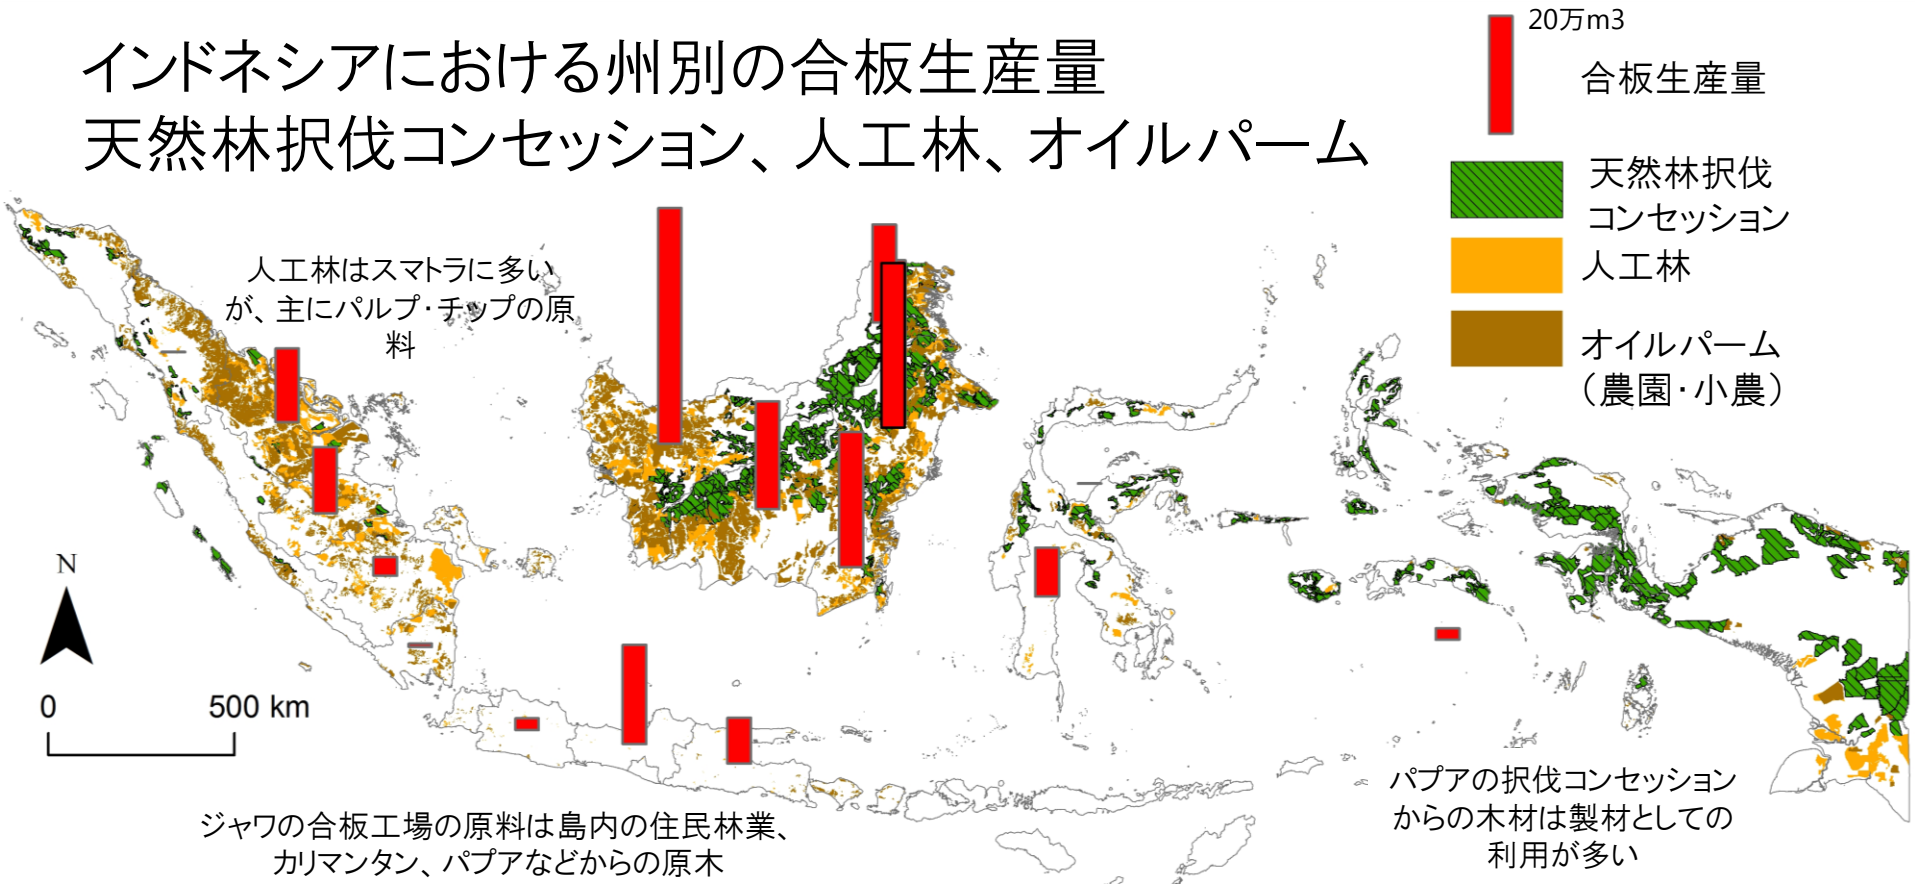 インドネシアにおける州別の合板生産量
天然林択伐コンセッション、人工林、オイルパーム
20万m3
合板生産量
天然林択伐
コンセッション
人工林
オイルパーム
（農園・小農）
人工林はスマトラに多い
が、主にパルプ・チップの原
料
N
0 500 km
ジャワの合板工場の原料は島内の住民林業、
カリマンタン、パプアなどからの原木
パプアの択伐コンセッション
からの木材は製材としての
利用が多い